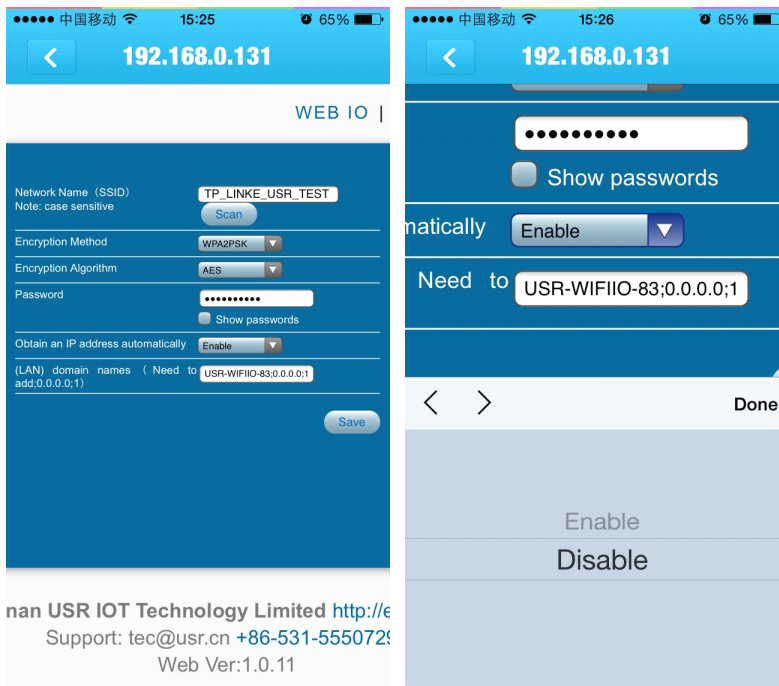 中国移动 15:25 65%
192.168.0.131
WEB IO |
Network Name（SSID）
Note: case sensitive
TP_LINKE_USR_TEST
Scan
Encryption Method WPA2PSK
Encryption Algorithm AES
Password ●●●●●●●●●●
Show passwords
Obtain an IP address automatically Enable
(LAN) domain names （ Need to
add;0.0.0.0;1）
USR-WIFIIO-83;0.0.0.0;1
Save
nan USR IOT Technology Limited http://e
Support: tec@usr.cn +86-531-5550729
Web Ver:1.0.11
中国移动 15:26 65%
192.168.0.131
●●●●●●●●●●
Show passwords
matically Enable
Need to USR-WIFIIO-83;0.0.0.0;1
Done
Enable
Disable